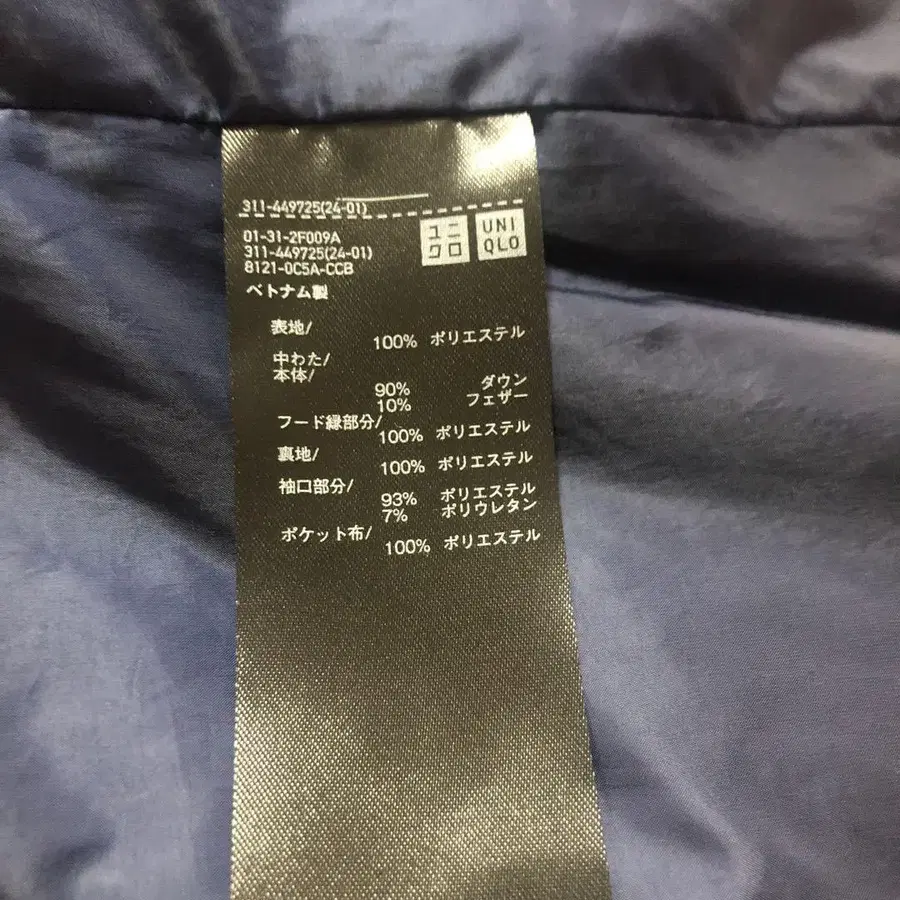 311-449725(24-01)
01-31-2F009A
311-449725(24-01)
8121-0C5A-CCB
ユニ
クロ
UNI
QLO
ベトナム製
表地/
100% ポリエステル
中わた/
本体/
90% ダウン
10% フェザー
フード縁部分/
100% ポリエステル
裏地/
100% ポリエステル
袖口部分/
93% ポリエステル
7% ポリウレタン
ポケット布/
100% ポリエステル